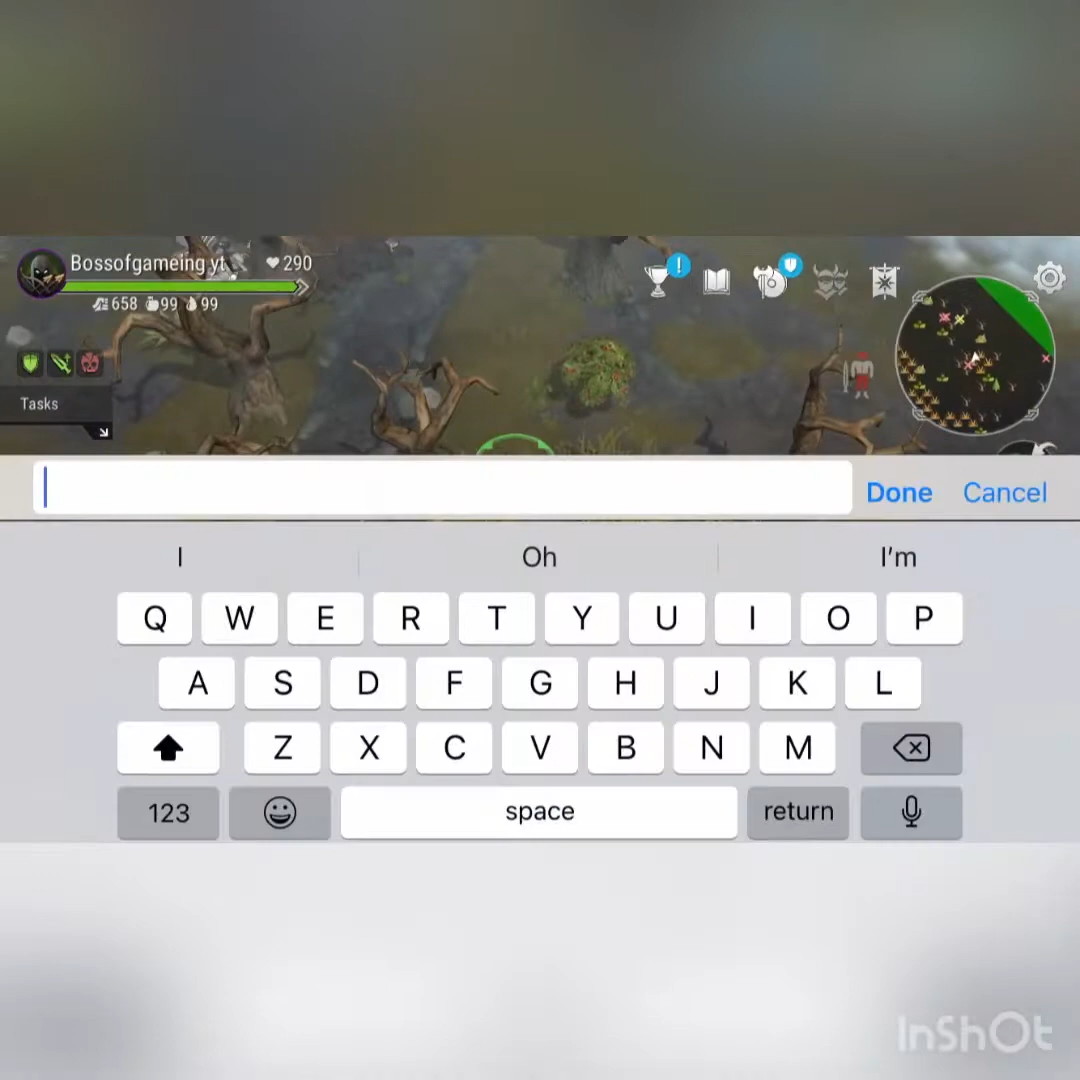 Bossofgameing yt 290
658 99 99
Tasks
Done Cancel
I Oh I'm
Q W E R T Y U I O P
A S D F G H J K L
Z X C V B N M
123 space return
InShOt